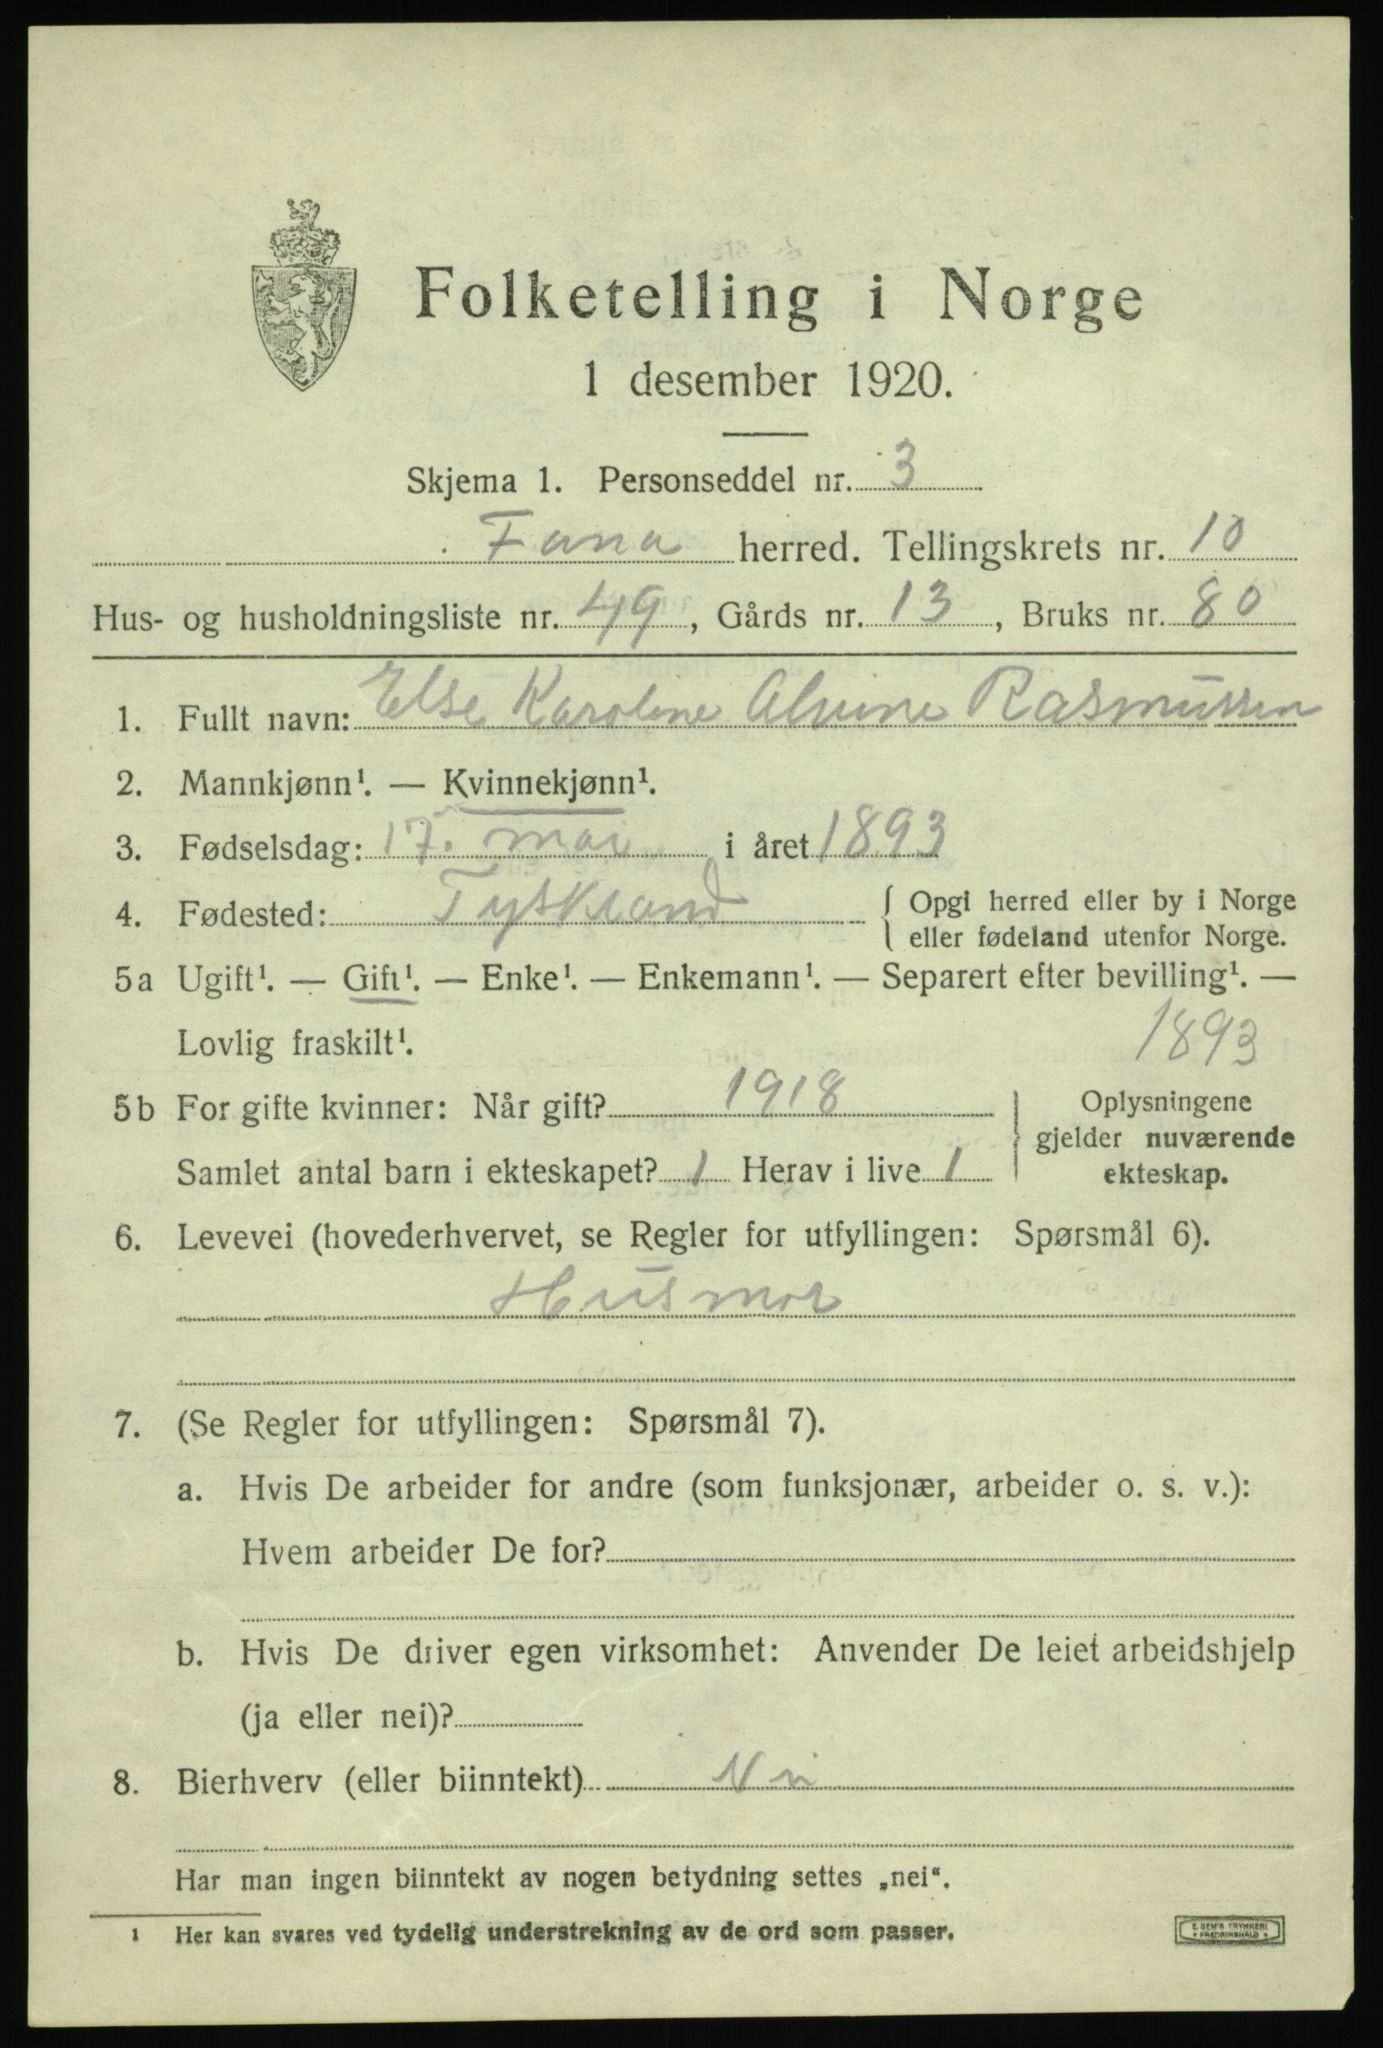 Folketelling i Norge
1 desember 1920.
Skjema 1. Personseddel nr. 3
Fana herred. Tellingskrets nr. 10
Hus- og husholdningsliste nr. 49, Gårds nr. 13, Bruks nr. 80
1. Fullt navn: Else Karoline Alvine Rasmussen
2. Mannkjønn¹. — Kvinnekjønn¹.
3. Fødselsdag: 17. mai i året 1893
4. Fødested: Tyskland { Opgi herred eller by i Norge
eller fødeland utenfor Norge.
5a Ugift¹. — Gift¹. — Enke¹. — Enkemann¹. — Separert efter bevilling¹. —
Lovlig fraskilt¹. 1893
5b For gifte kvinner: Når gift? 1918
Samlet antal barn i ekteskapet? 1 Herav i live 1
Oplysningene
gjelder nuværende
ekteskap.
6. Levevei (hovederhvervet, se Regler for utfyllingen: Spørsmål 6).
Husmor
7. (Se Regler for utfyllingen: Spørsmål 7).
a. Hvis De arbeider for andre (som funksjonær, arbeider o. s. v.):
Hvem arbeider De for?
b. Hvis De driver egen virksomhet: Anvender De leiet arbeidshjelp
(ja eller nei)?
8. Bierhverv (eller biinntekt) Nei
Har man ingen biinntekt av nogen betydning settes „nei“.
1 Her kan svares ved tydelig understrekning av de ord som passer.
E. SEM'S TRYKKERI
* FREDRIKSHALD *